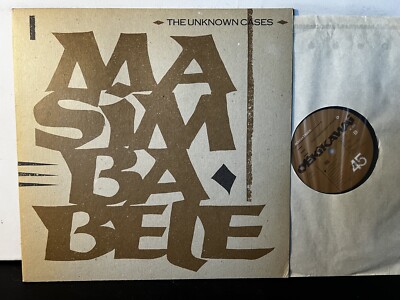 THE UNKNOWN CASES
MA
SIM
BA
BELE
45